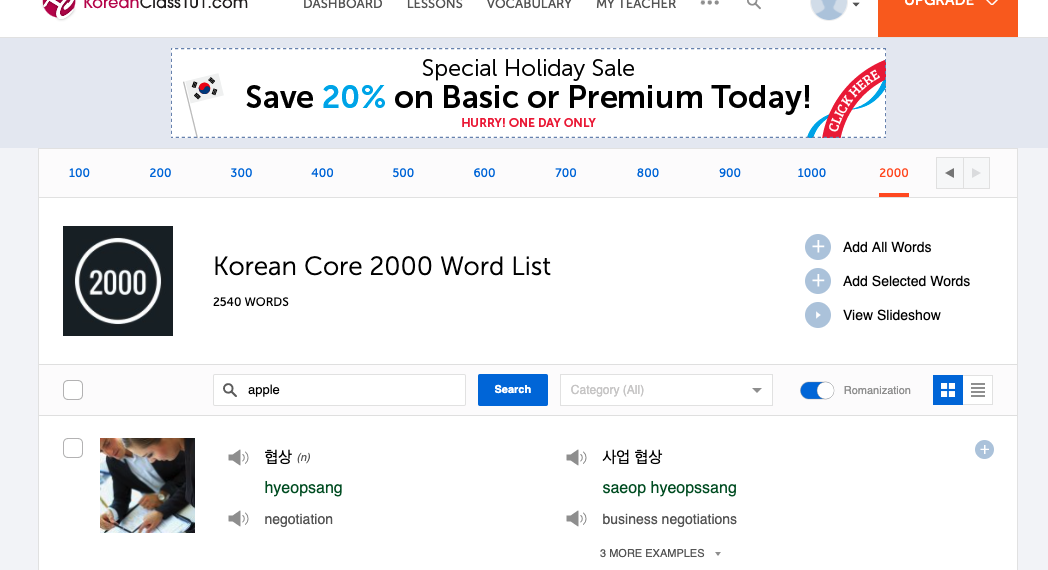 KoreanClass101.com
DASHBOARD LESSONS VOCABULARY MY TEACHER
UPGRADE
Special Holiday Sale
Save 20% on Basic or Premium Today!
HURRY! ONE DAY ONLY
CLICK HERE
100 200 300 400 500 600 700 800 900 1000 2000
2000
Korean Core 2000 Word List
2540 WORDS
Add All Words
Add Selected Words
View Slideshow
apple Search Category (All) Romanization
협상 (n) 사업 협상
hyeopsang saeop hyeopssang
negotiation business negotiations
3 MORE EXAMPLES